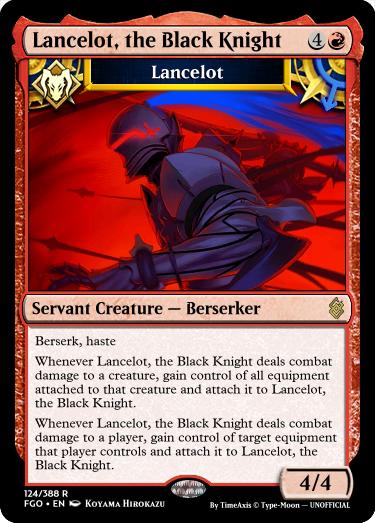 Lancelot, the Black Knight 4
Lancelot
Servant Creature — Berserker
Berserk, haste
Whenever Lancelot, the Black Knight deals combat
damage to a creature, gain control of all equipment
attached to that creature and attach it to Lancelot,
the Black Knight.
Whenever Lancelot, the Black Knight deals combat
damage to a player, gain control of target equipment
that player controls and attach it to Lancelot, the
Black Knight.
4/4
124/388 R
FGO • EN Koyama Hirokazu
By TimeAxis © Type-Moon — UNOFFICIAL